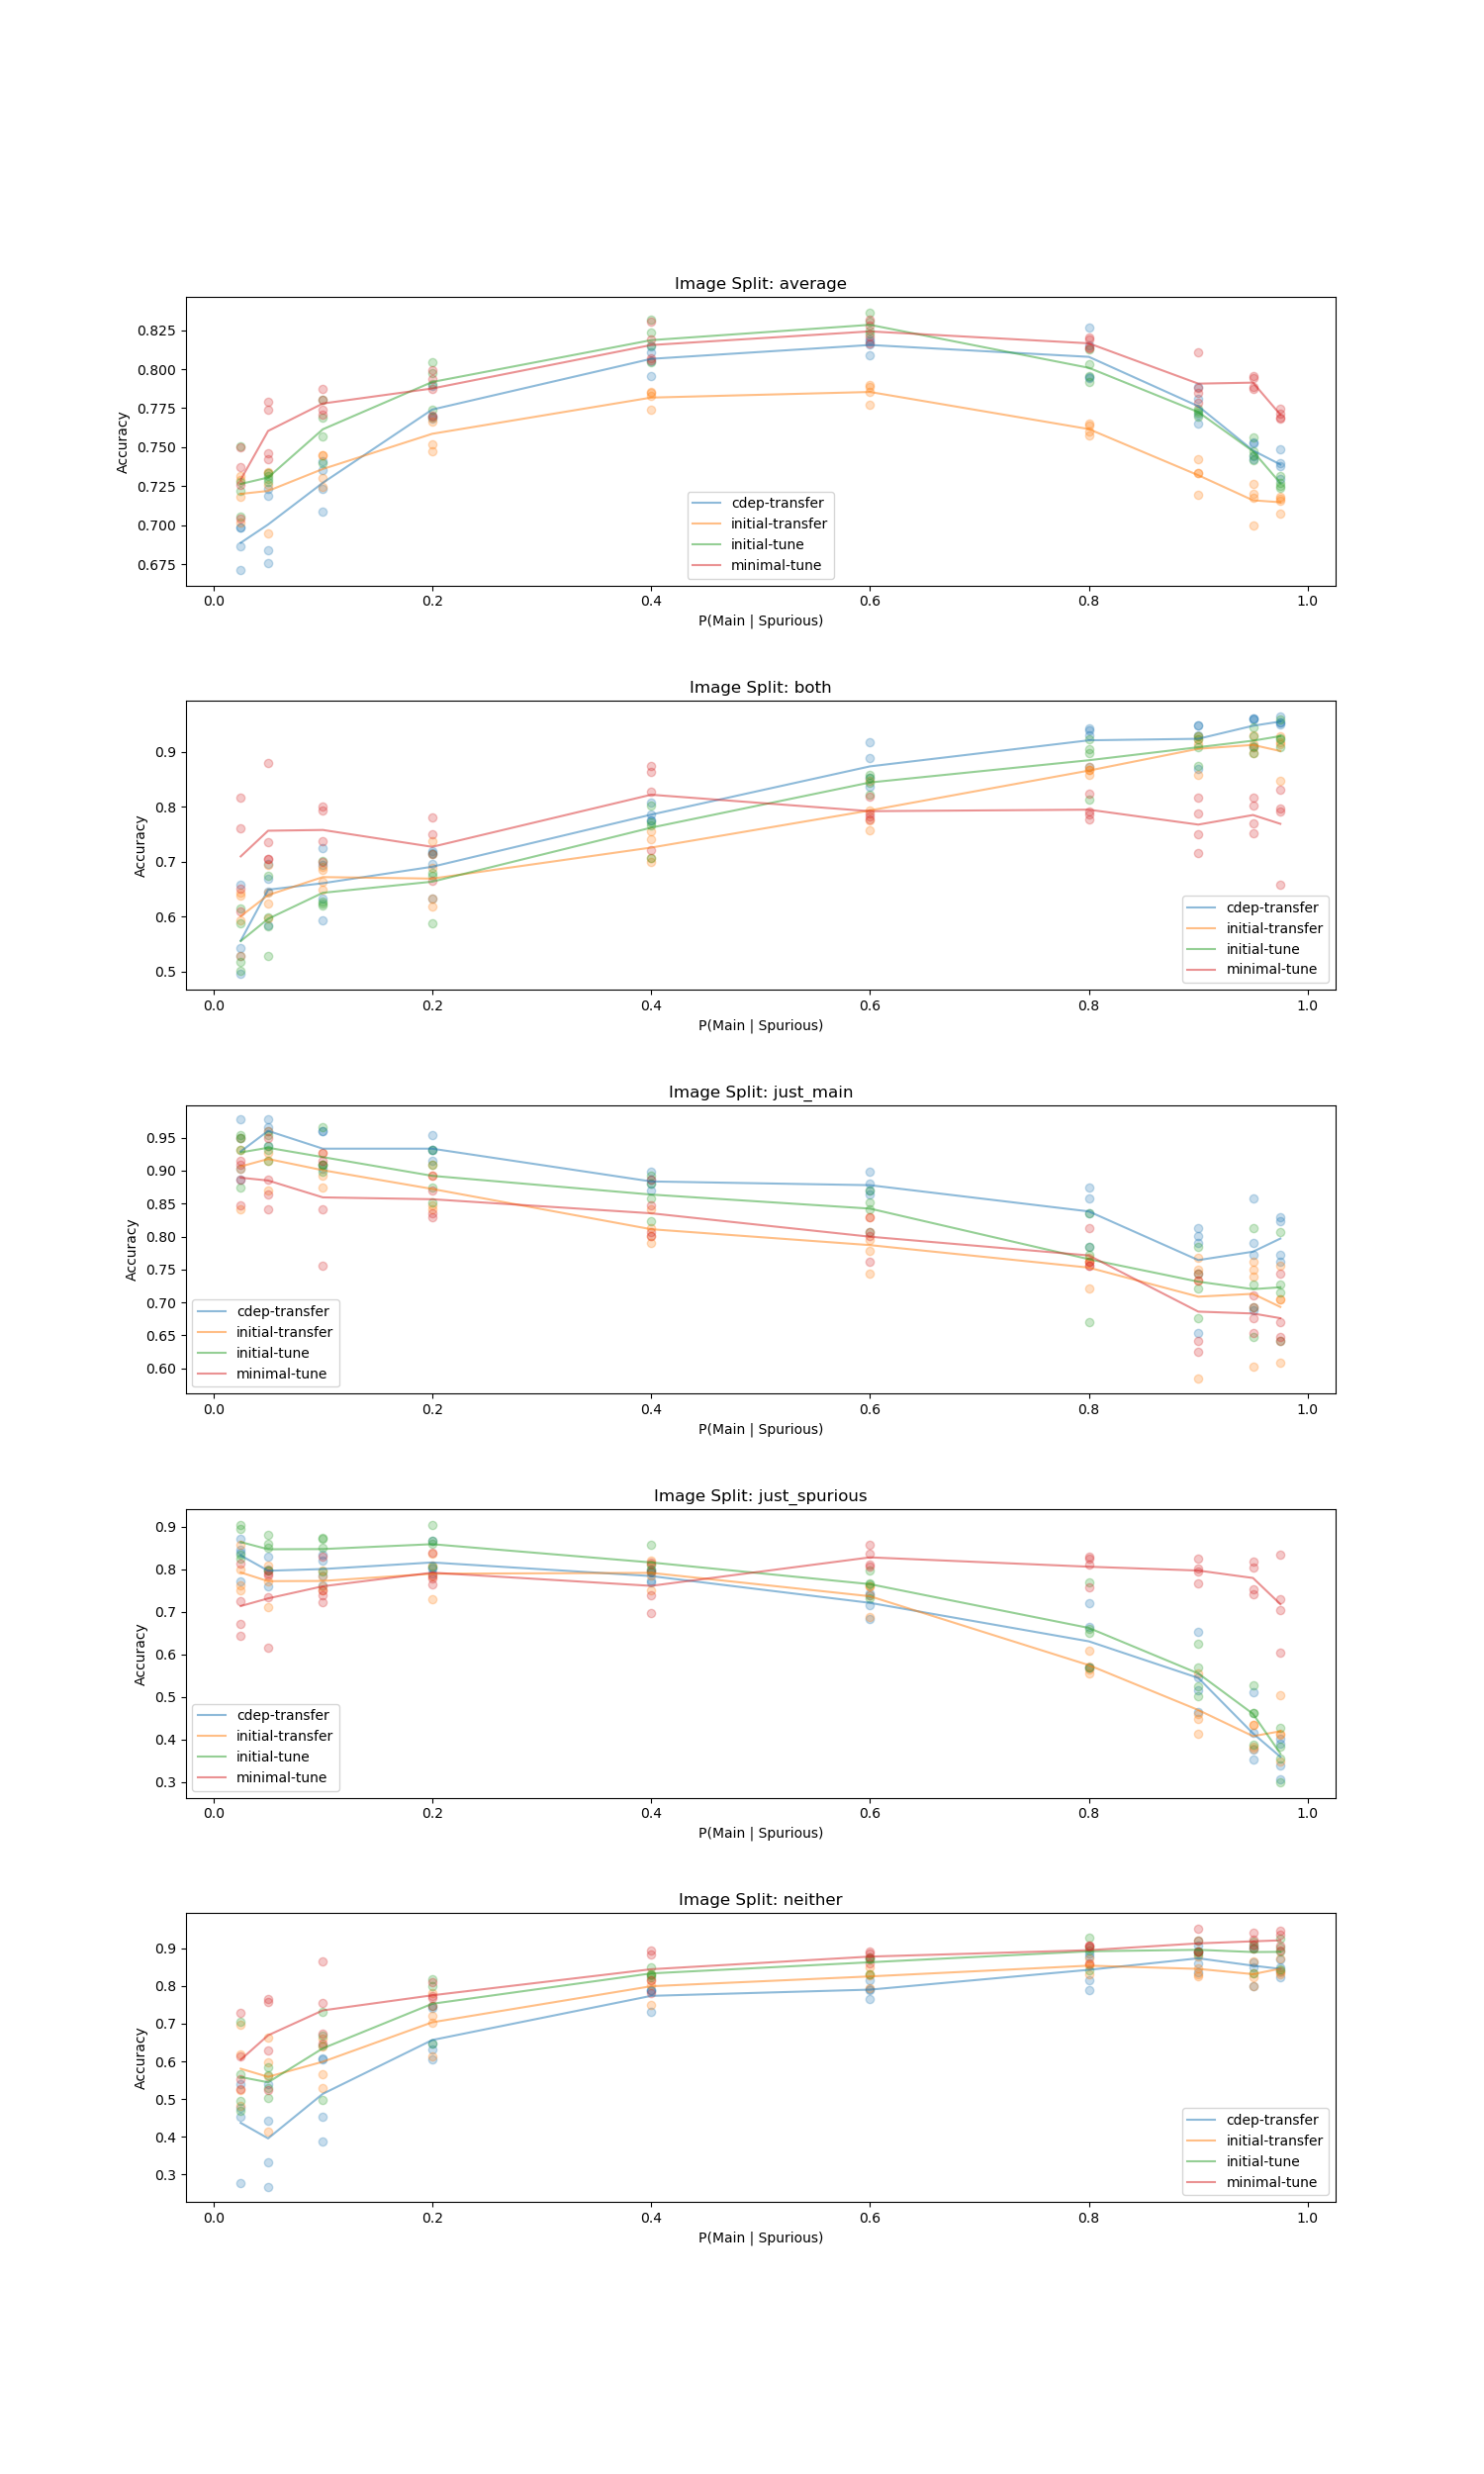 Image Split: average
0.825
0.800
0.775
0.750
0.725
0.700
0.675
Accuracy
cdep-transfer
initial-transfer
initial-tune
minimal-tune
0.0 0.2 0.4 0.6 0.8 1.0
P(Main | Spurious)
Image Split: both
0.9
0.8
0.7
0.6
0.5
Accuracy
cdep-transfer
initial-transfer
initial-tune
minimal-tune
0.0 0.2 0.4 0.6 0.8 1.0
P(Main | Spurious)
Image Split: just_main
0.95
0.90
0.85
0.80
0.75
0.70
0.65
0.60
Accuracy
cdep-transfer
initial-transfer
initial-tune
minimal-tune
0.0 0.2 0.4 0.6 0.8 1.0
P(Main | Spurious)
Image Split: just_spurious
0.9
0.8
0.7
0.6
0.5
0.4
0.3
Accuracy
cdep-transfer
initial-transfer
initial-tune
minimal-tune
0.0 0.2 0.4 0.6 0.8 1.0
P(Main | Spurious)
Image Split: neither
0.9
0.8
0.7
0.6
0.5
0.4
0.3
Accuracy
cdep-transfer
initial-transfer
initial-tune
minimal-tune
0.0 0.2 0.4 0.6 0.8 1.0
P(Main | Spurious)